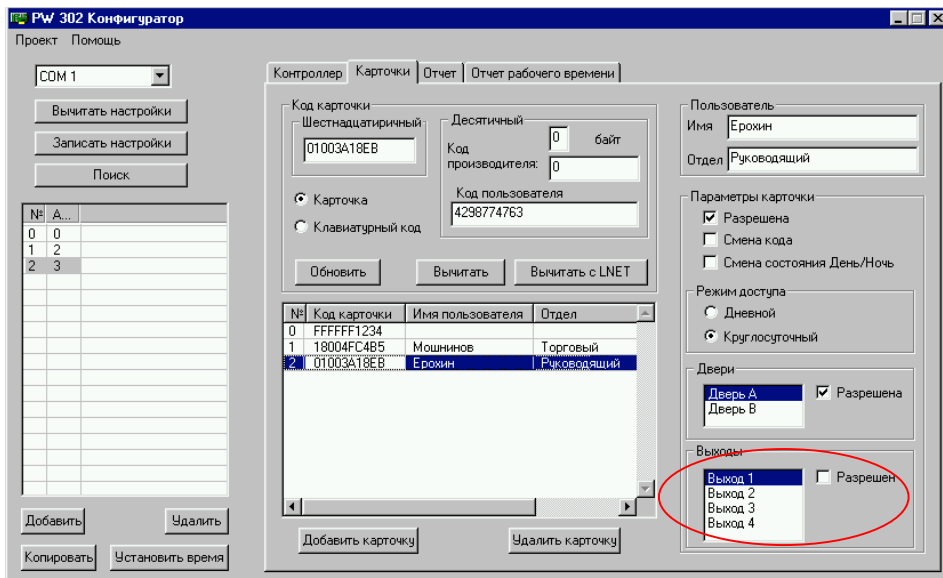 PW 302 Конфигуратор
Проект Помощь
COM 1
Вычитать настройки
Записать настройки
Поиск
№ А...
0 0
1 2
2 3
Добавить Удалить
Копировать Установить время
Контроллер Карточки Отчет Отчет рабочего времени
Код карточки
Шестнадцатиричный
01003A18EB
Десятичный
0 байт
Код производителя: 0
Код пользователя
4298774763
Карточка
Клавиатурный код
Обновить Вычитать Вычитать с LNET
№ Код карточки Имя пользователя Отдел
0 FFFFFF1234
1 18004FC4B5 Мошнинов Торговый
2 01003A18EB Ерохин Руководящий
Добавить карточку Удалить карточку
Пользователь
Имя Ерохин
Отдел Руководящий
Параметры карточки
Разрешена
Смена кода
Смена состояния День/Ночь
Режим доступа
Дневной
Круглосуточный
Двери
Дверь А Разрешена
Дверь В
Выходы
Выход 1 Разрешен
Выход 2
Выход 3
Выход 4